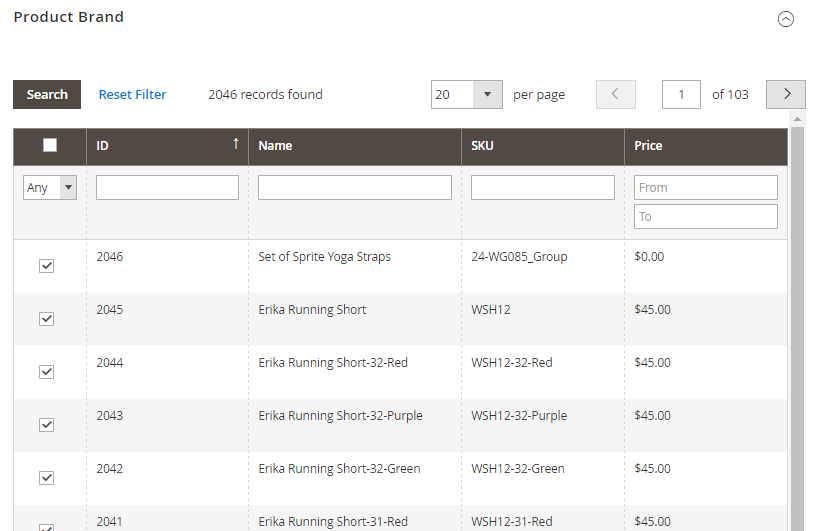 Product Brand
Search Reset Filter 2046 records found 20 per page 1 of 103
ID Name SKU Price
Any From
To
2046 Set of Sprite Yoga Straps 24-WG085_Group $0.00
2045 Erika Running Short WSH12 $45.00
2044 Erika Running Short-32-Red WSH12-32-Red $45.00
2043 Erika Running Short-32-Purple WSH12-32-Purple $45.00
2042 Erika Running Short-32-Green WSH12-32-Green $45.00
2041 Erika Running Short-31-Red WSH12-31-Red $45.00